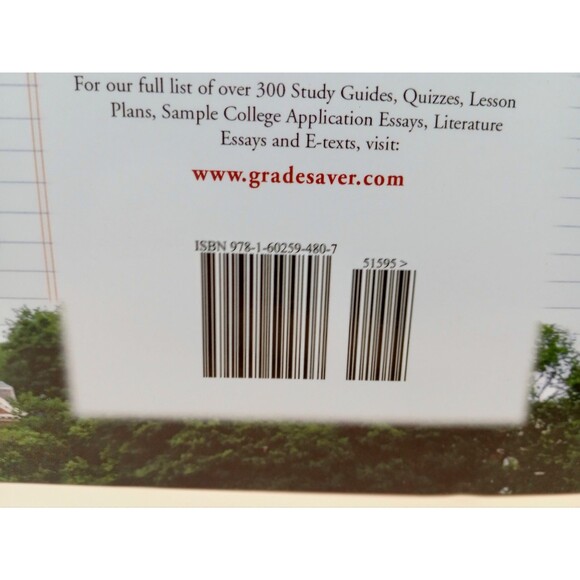 For our full list of over 300 Study Guides, Quizzes, Lesson
Plans, Sample College Application Essays, Literature
Essays and E-texts, visit:
www.gradesaver.com
ISBN 978-1-60259-480-7
51595 >